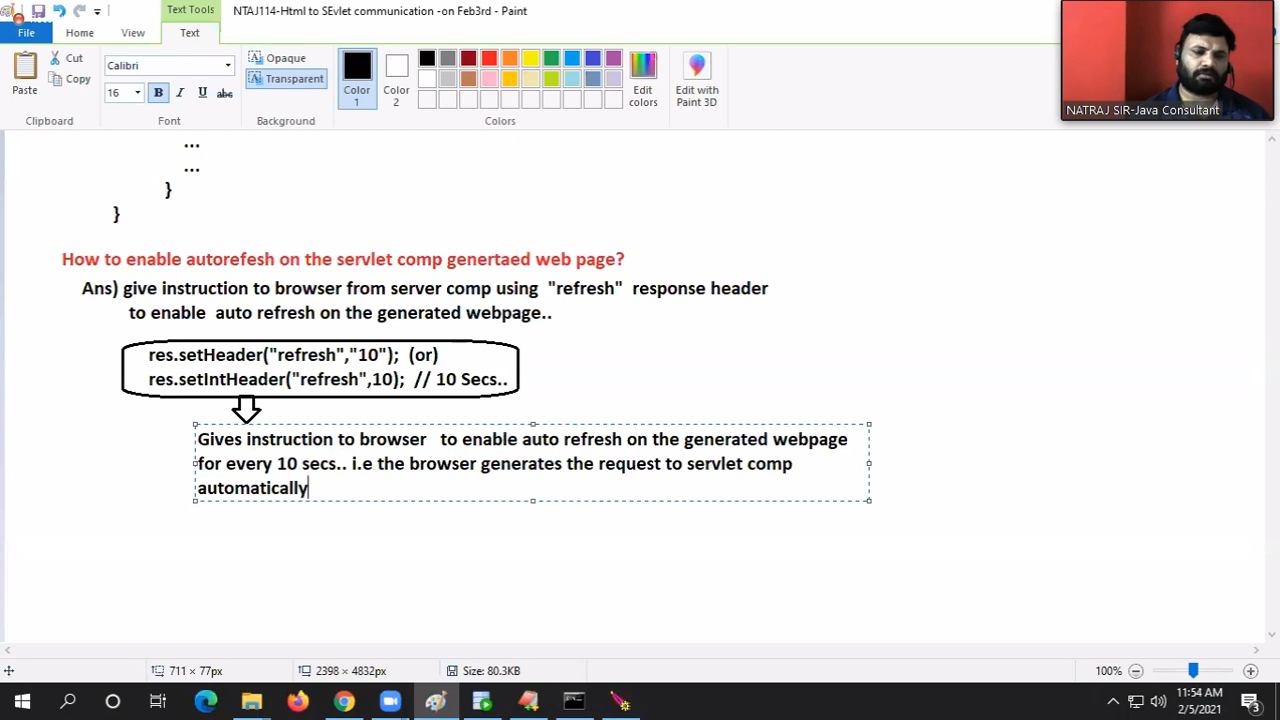 NTAJ114-Html to SEvlet communication -on Feb3rd - Paint
Text Tools
File
Home
View
Text
Paste
Cut
Copy
Clipboard
Calibri
16
B
I
U
abc
Font
Opaque
Transparent
Background
Color
1
Color
2
Edit
colors
Edit with
Paint 3D
Colors
NATRAJ SIR-Java Consultant
...
...
}
}
How to enable autorefesh on the servlet comp genertaed web page?
Ans) give instruction to browser from server comp using "refresh" response header
to enable auto refresh on the generated webpage..
res.setHeader("refresh","10"); (or)
res.setIntHeader("refresh",10); // 10 Secs..
Gives instruction to browser to enable auto refresh on the generated webpage
for every 10 secs.. i.e the browser generates the request to servlet comp
automatically
711 × 77px
2398 × 4832px
Size: 80.3KB
100%
11:54 AM
2/5/2021
3